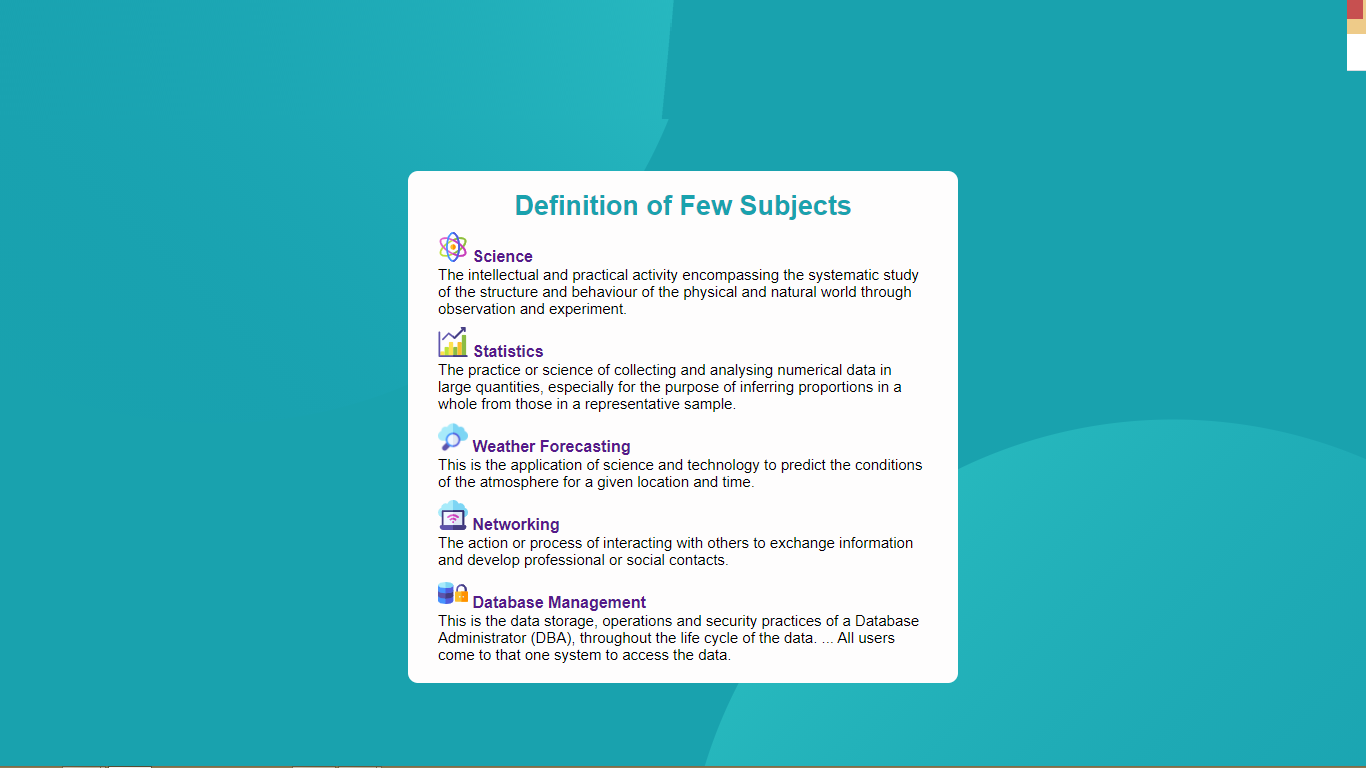 Definition of Few Subjects
Science
The intellectual and practical activity encompassing the systematic study
of the structure and behaviour of the physical and natural world through
observation and experiment.
Statistics
The practice or science of collecting and analysing numerical data in
large quantities, especially for the purpose of inferring proportions in a
whole from those in a representative sample.
Weather Forecasting
This is the application of science and technology to predict the conditions
of the atmosphere for a given location and time.
Networking
The action or process of interacting with others to exchange information
and develop professional or social contacts.
Database Management
This is the data storage, operations and security practices of a Database
Administrator (DBA), throughout the life cycle of the data. ... All users
come to that one system to access the data.